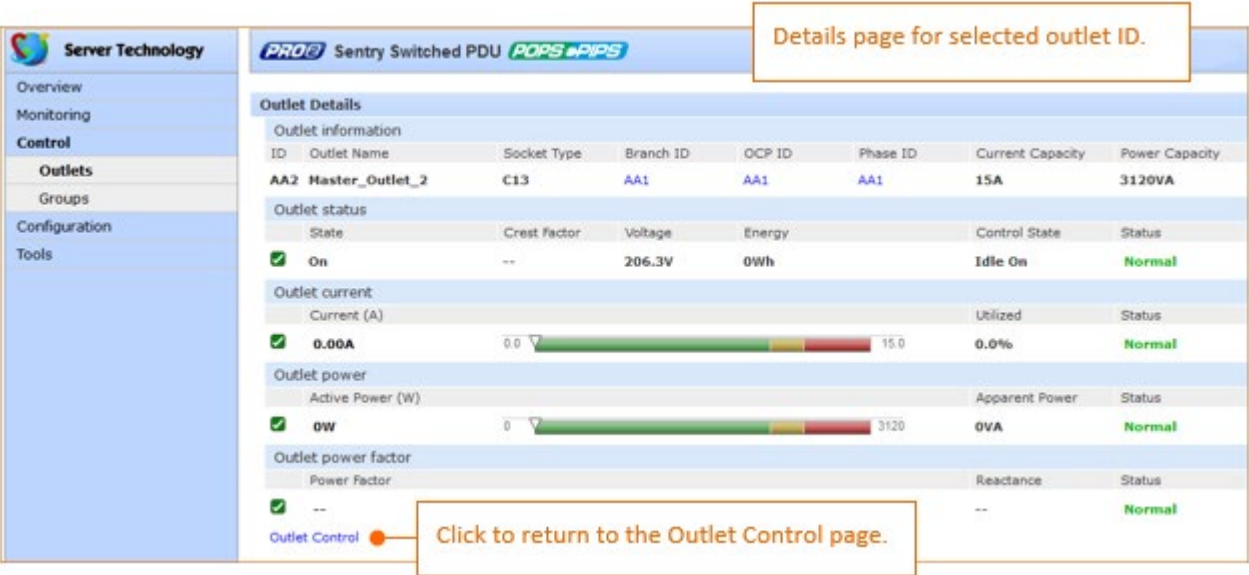 Details page for selected outlet ID.
Server Technology
PRO2 Sentry Switched PDU POPS PIPS
Overview
Monitoring
Control
Outlets
Groups
Configuration
Tools
Outlet Details
Outlet information
ID Outlet Name Socket Type Branch ID OCP ID Phase ID Current Capacity Power Capacity
AA2 Master_Outlet_2 C13 AA1 AA1 AA1 15A 3120VA
Outlet status
State Crest Factor Voltage Energy Control State Status
On -- 206.3V 0Wh Idle On Normal
Outlet current
Current (A) Utilized Status
0.00A 0.0 15.0 0.0% Normal
Outlet power
Active Power (W) Apparent Power Status
0W 0 3120 0VA Normal
Outlet power factor
Power Factor Reactance Status
-- -- Normal
Outlet Control
Click to return to the Outlet Control page.